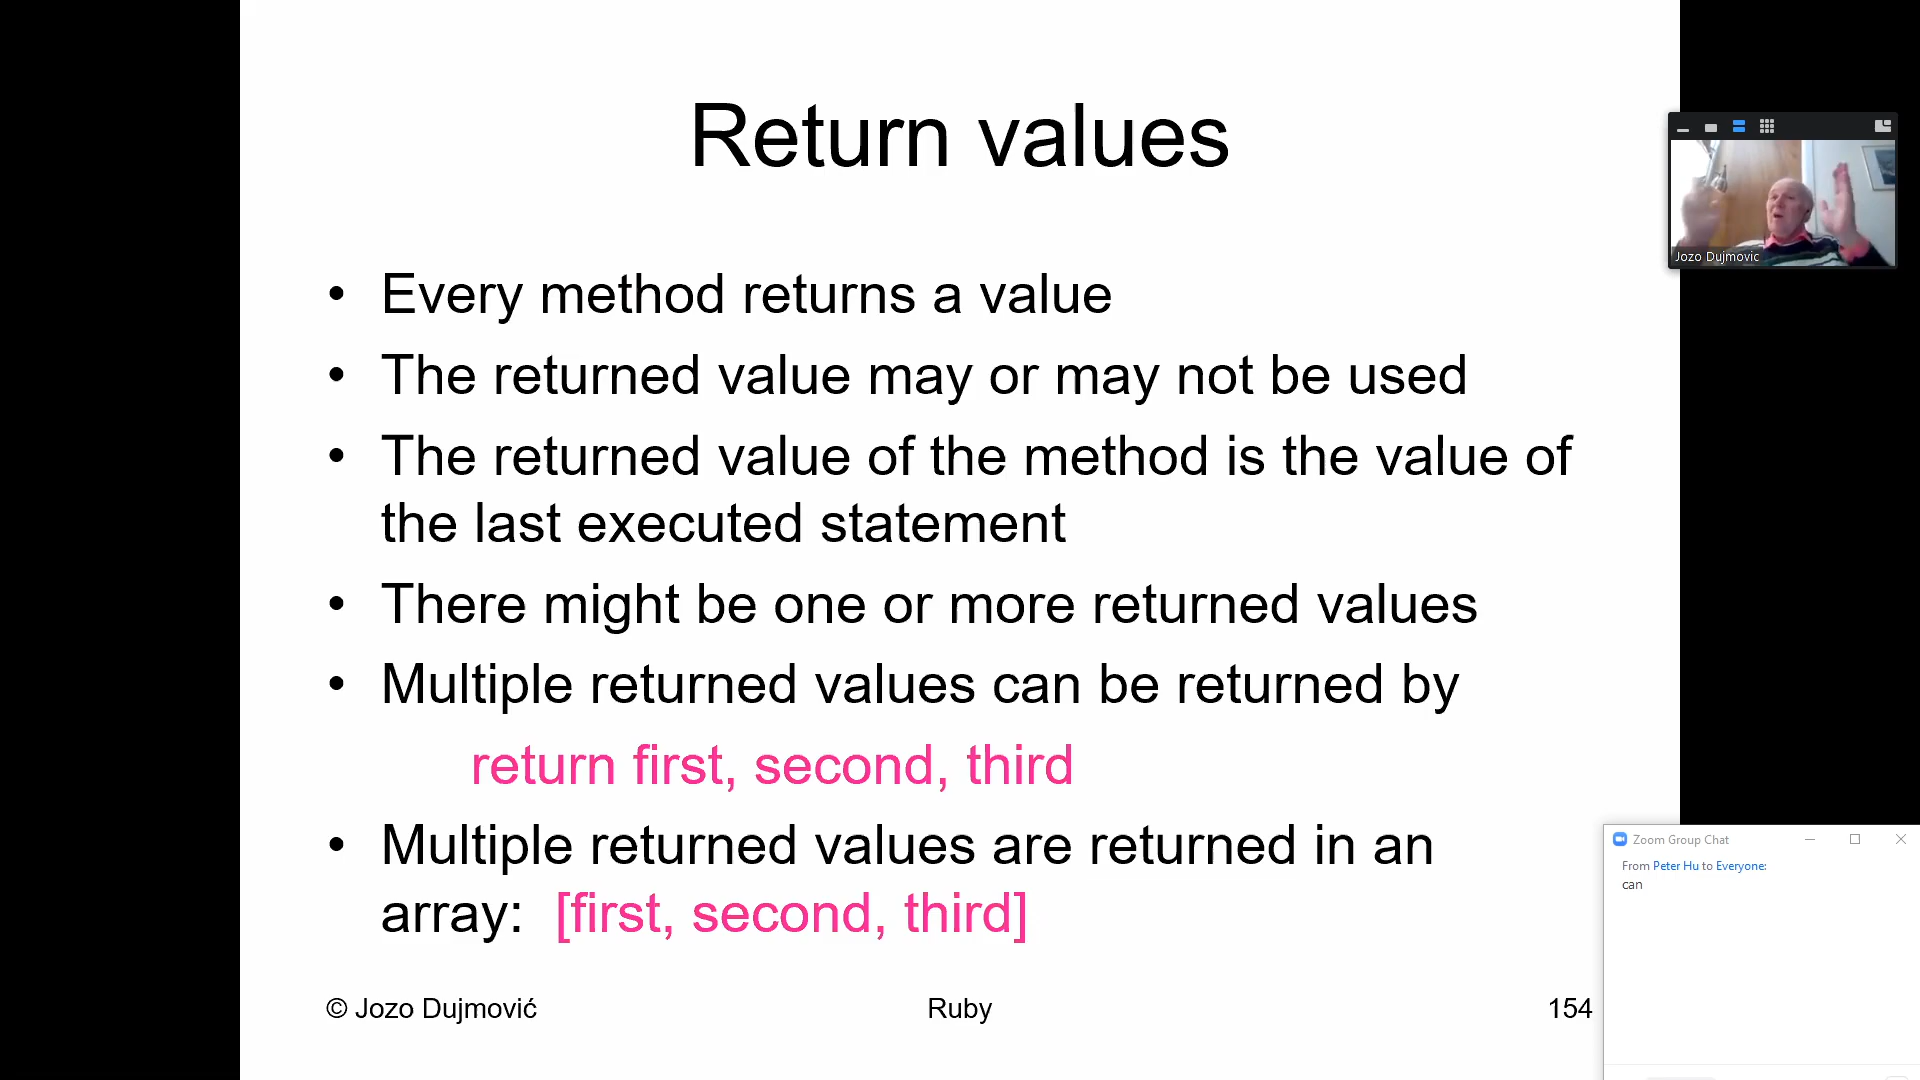 Return values
• Every method returns a value
• The returned value may or may not be used
• The returned value of the method is the value of
the last executed statement
• There might be one or more returned values
• Multiple returned values can be returned by
return first, second, third
• Multiple returned values are returned in an
array: [first, second, third]
© Jozo Dujmović
Ruby
154
Jozo Dujmovic
Zoom Group Chat
From Peter Hu to Everyone:
can